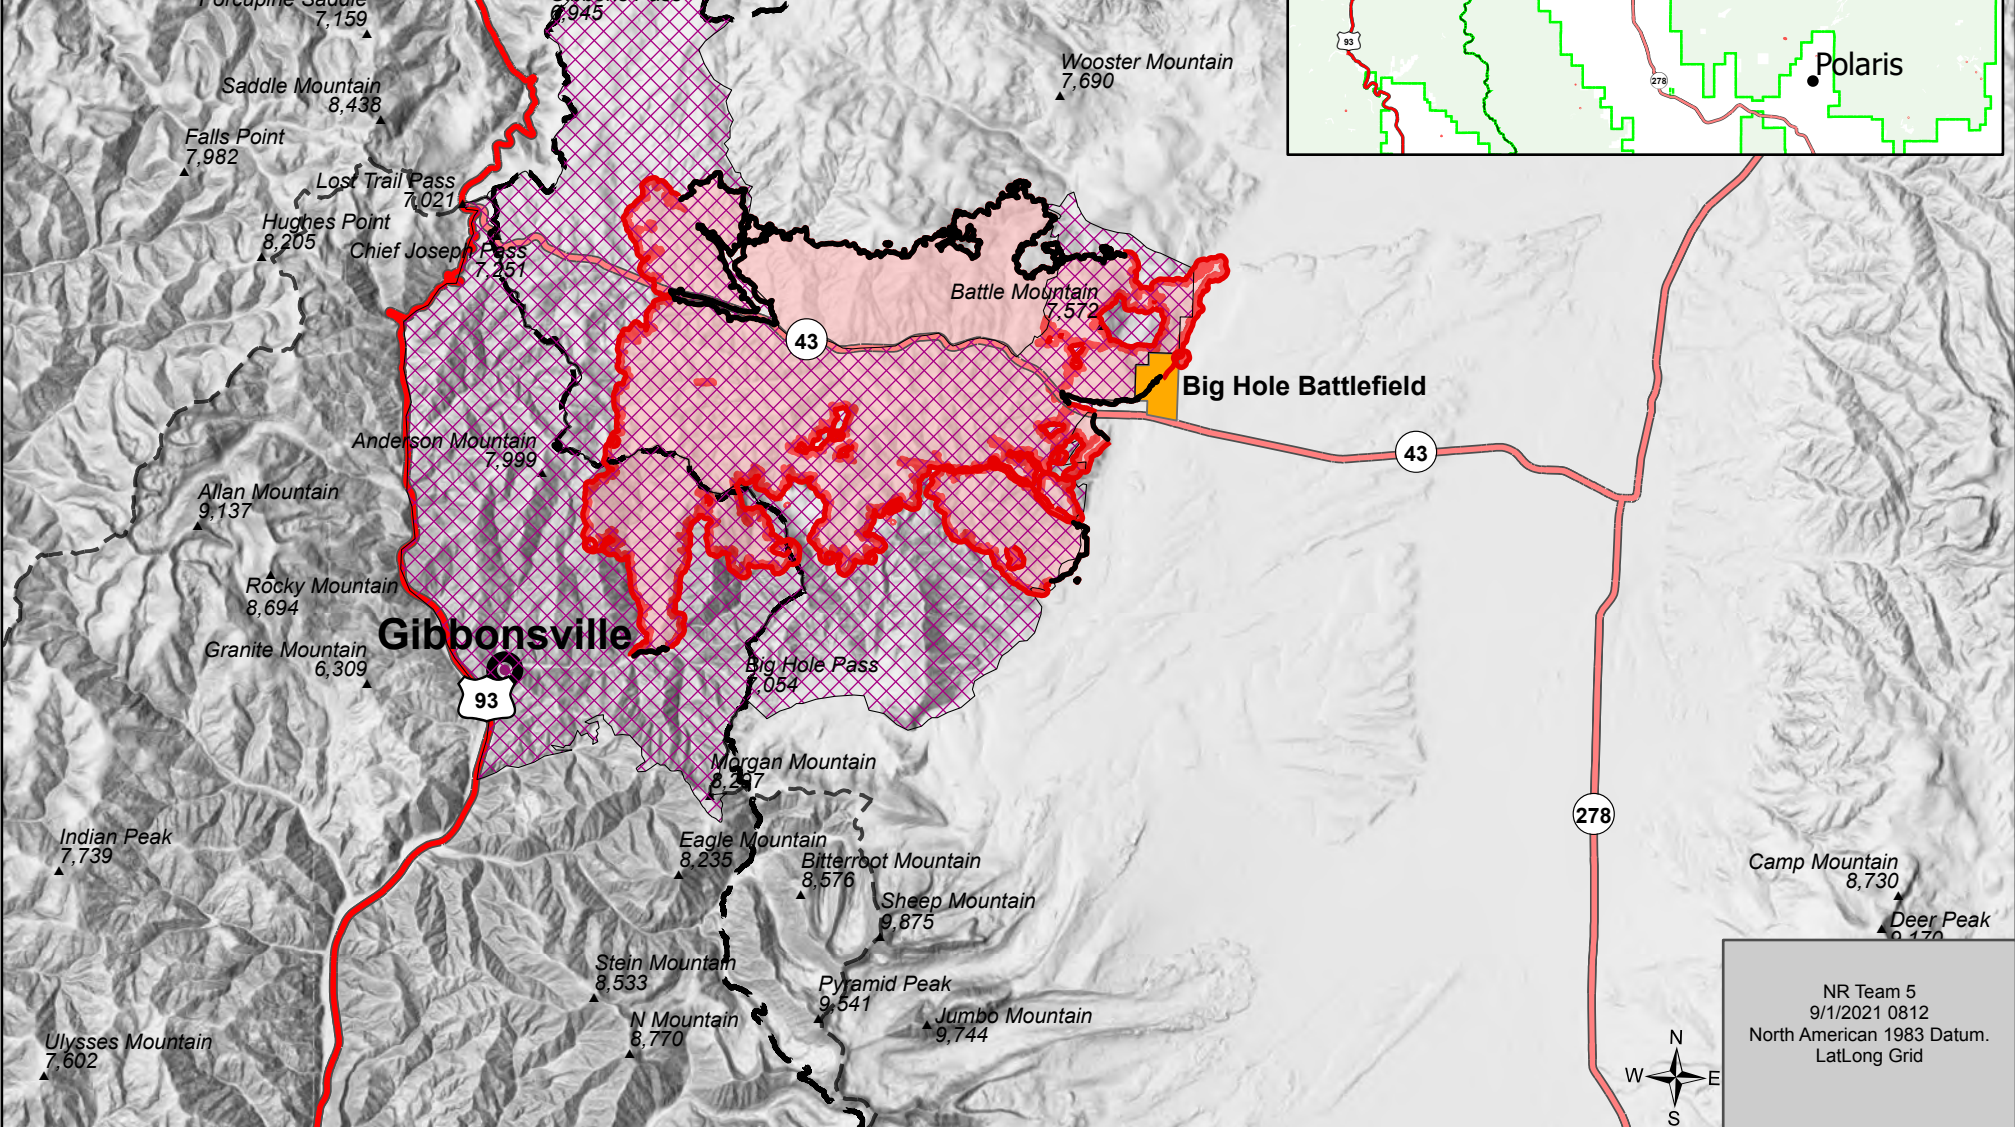 7,159
6,945
Wooster Mountain
7,690
93
278
Polaris
Saddle Mountain
8,438
Falls Point
7,982
Lost Trail Pass
7,021
Hughes Point
8,205
Chief Joseph Pass
7,251
Battle Mountain
7,572
43
Big Hole Battlefield
43
Anderson Mountain
7,999
Allan Mountain
9,137
Rocky Mountain
8,694
Gibbonsville
Granite Mountain
6,309
93
Big Hole Pass
7,054
Morgan Mountain
278
Indian Peak
7,739
Eagle Mountain
8,235
Bitterroot Mountain
8,576
Sheep Mountain
9,875
Camp Mountain
8,730
Deer Peak
Stein Mountain
8,533
Pyramid Peak
9,541
N Mountain
8,770
Jumbo Mountain
9,744
Ulysses Mountain
7,602
N
W
E
S
NR Team 5
9/1/2021 0812
North American 1983 Datum.
LatLong Grid